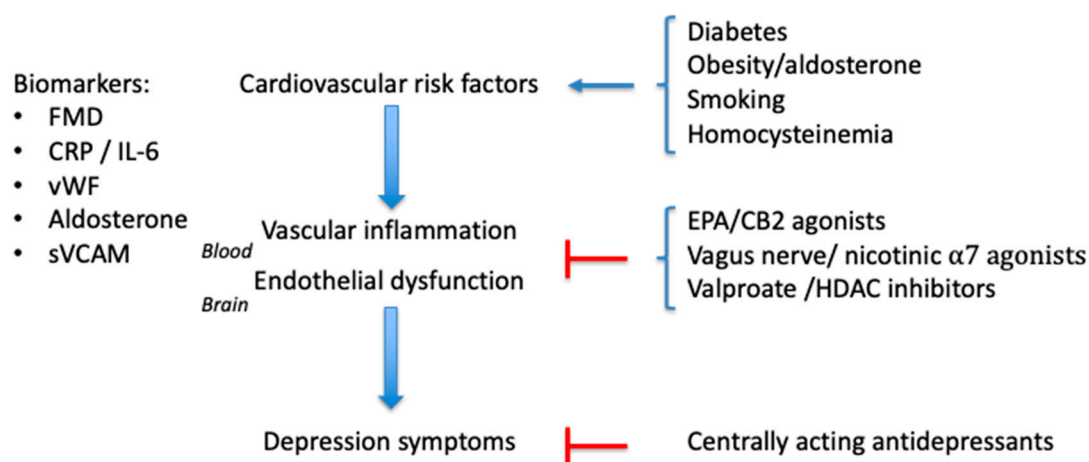 Biomarkers:
• FMD
• CRP / IL-6
• vWF
• Aldosterone
• sVCAM
Cardiovascular risk factors
Diabetes
Obesity/aldosterone
Smoking
Homocysteinemia
Vascular inflammation
Blood
Endothelial dysfunction
Brain
EPA/CB2 agonists
Vagus nerve/ nicotinic α7 agonists
Valproate /HDAC inhibitors
Depression symptoms
Centrally acting antidepressants